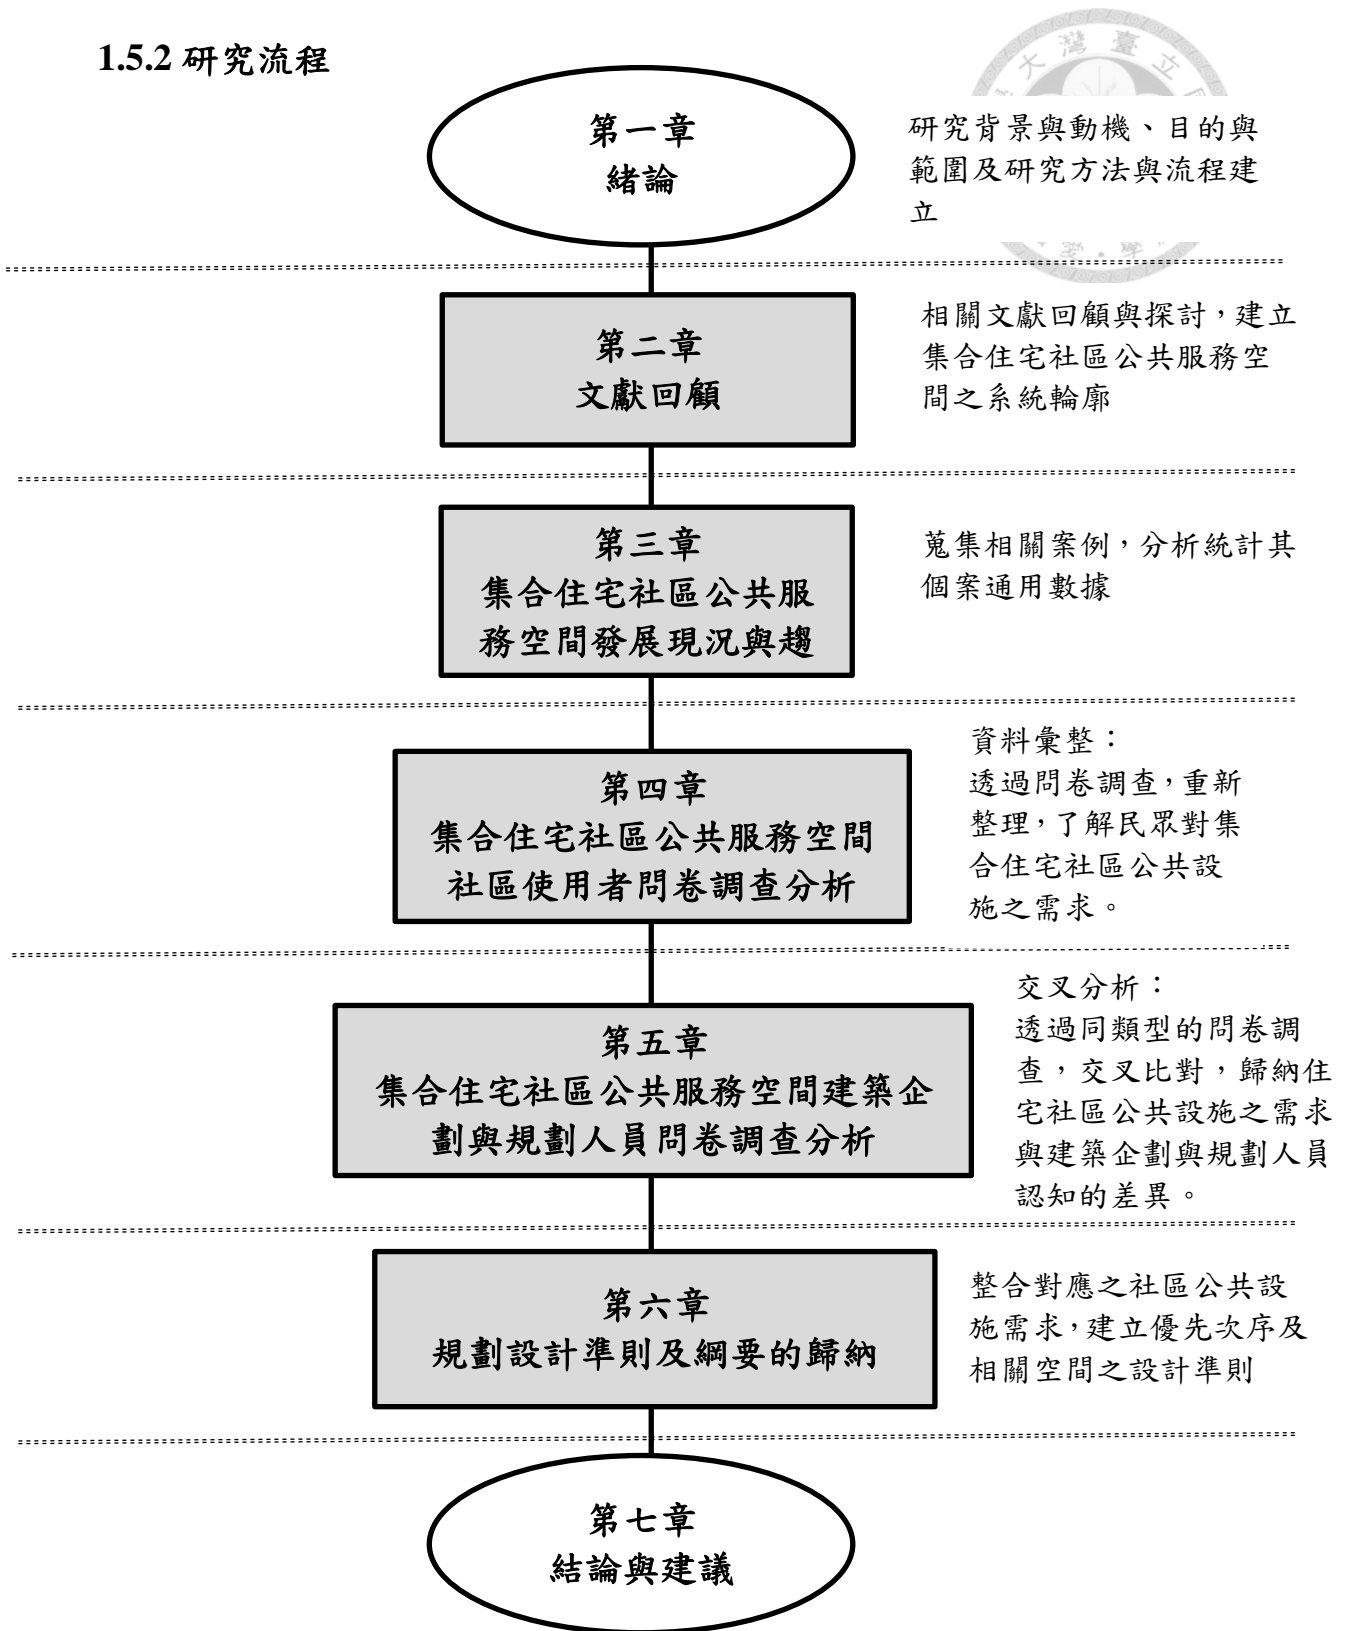 1.5.2 研究流程
大 灣 臺 立
第一章
緒論
研究背景與動機、目的與
範圍及研究方法與流程建
立
第二章
文獻回顧
相關文獻回顧與探討，建立
集合住宅社區公共服務空
間之系統輪廓
第三章
集合住宅社區公共服
務空間發展現況與趨
蒐集相關案例，分析統計其
個案通用數據
第四章
集合住宅社區公共服務空間
社區使用者問卷調查分析
資料彙整：
透過問卷調查，重新
整理，了解民眾對集
合住宅社區公共設
施之需求。
第五章
集合住宅社區公共服務空間建築企
劃與規劃人員問卷調查分析
交叉分析：
透過同類型的問卷調
查，交叉比對，歸納住
宅社區公共設施之需求
與建築企劃與規劃人員
認知的差異。
第六章
規劃設計準則及綱要的歸納
整合對應之社區公共設
施需求，建立優先次序及
相關空間之設計準則
第七章
結論與建議